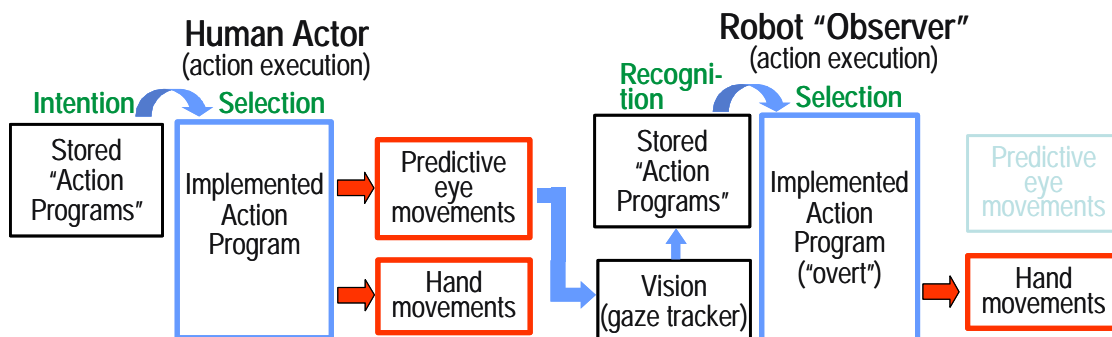 Human Actor
(action execution)
Intention
Selection
Stored
“Action
Programs”
Implemented
Action
Program
Predictive
eye
movements
Hand
movements
Robot “Observer”
(action execution)
Recogni-
tion
Selection
Stored
“Action
Programs”
Vision
(gaze tracker)
Implemented
Action
Program
(“overt”)
Predictive
eye
movements
Hand
movements